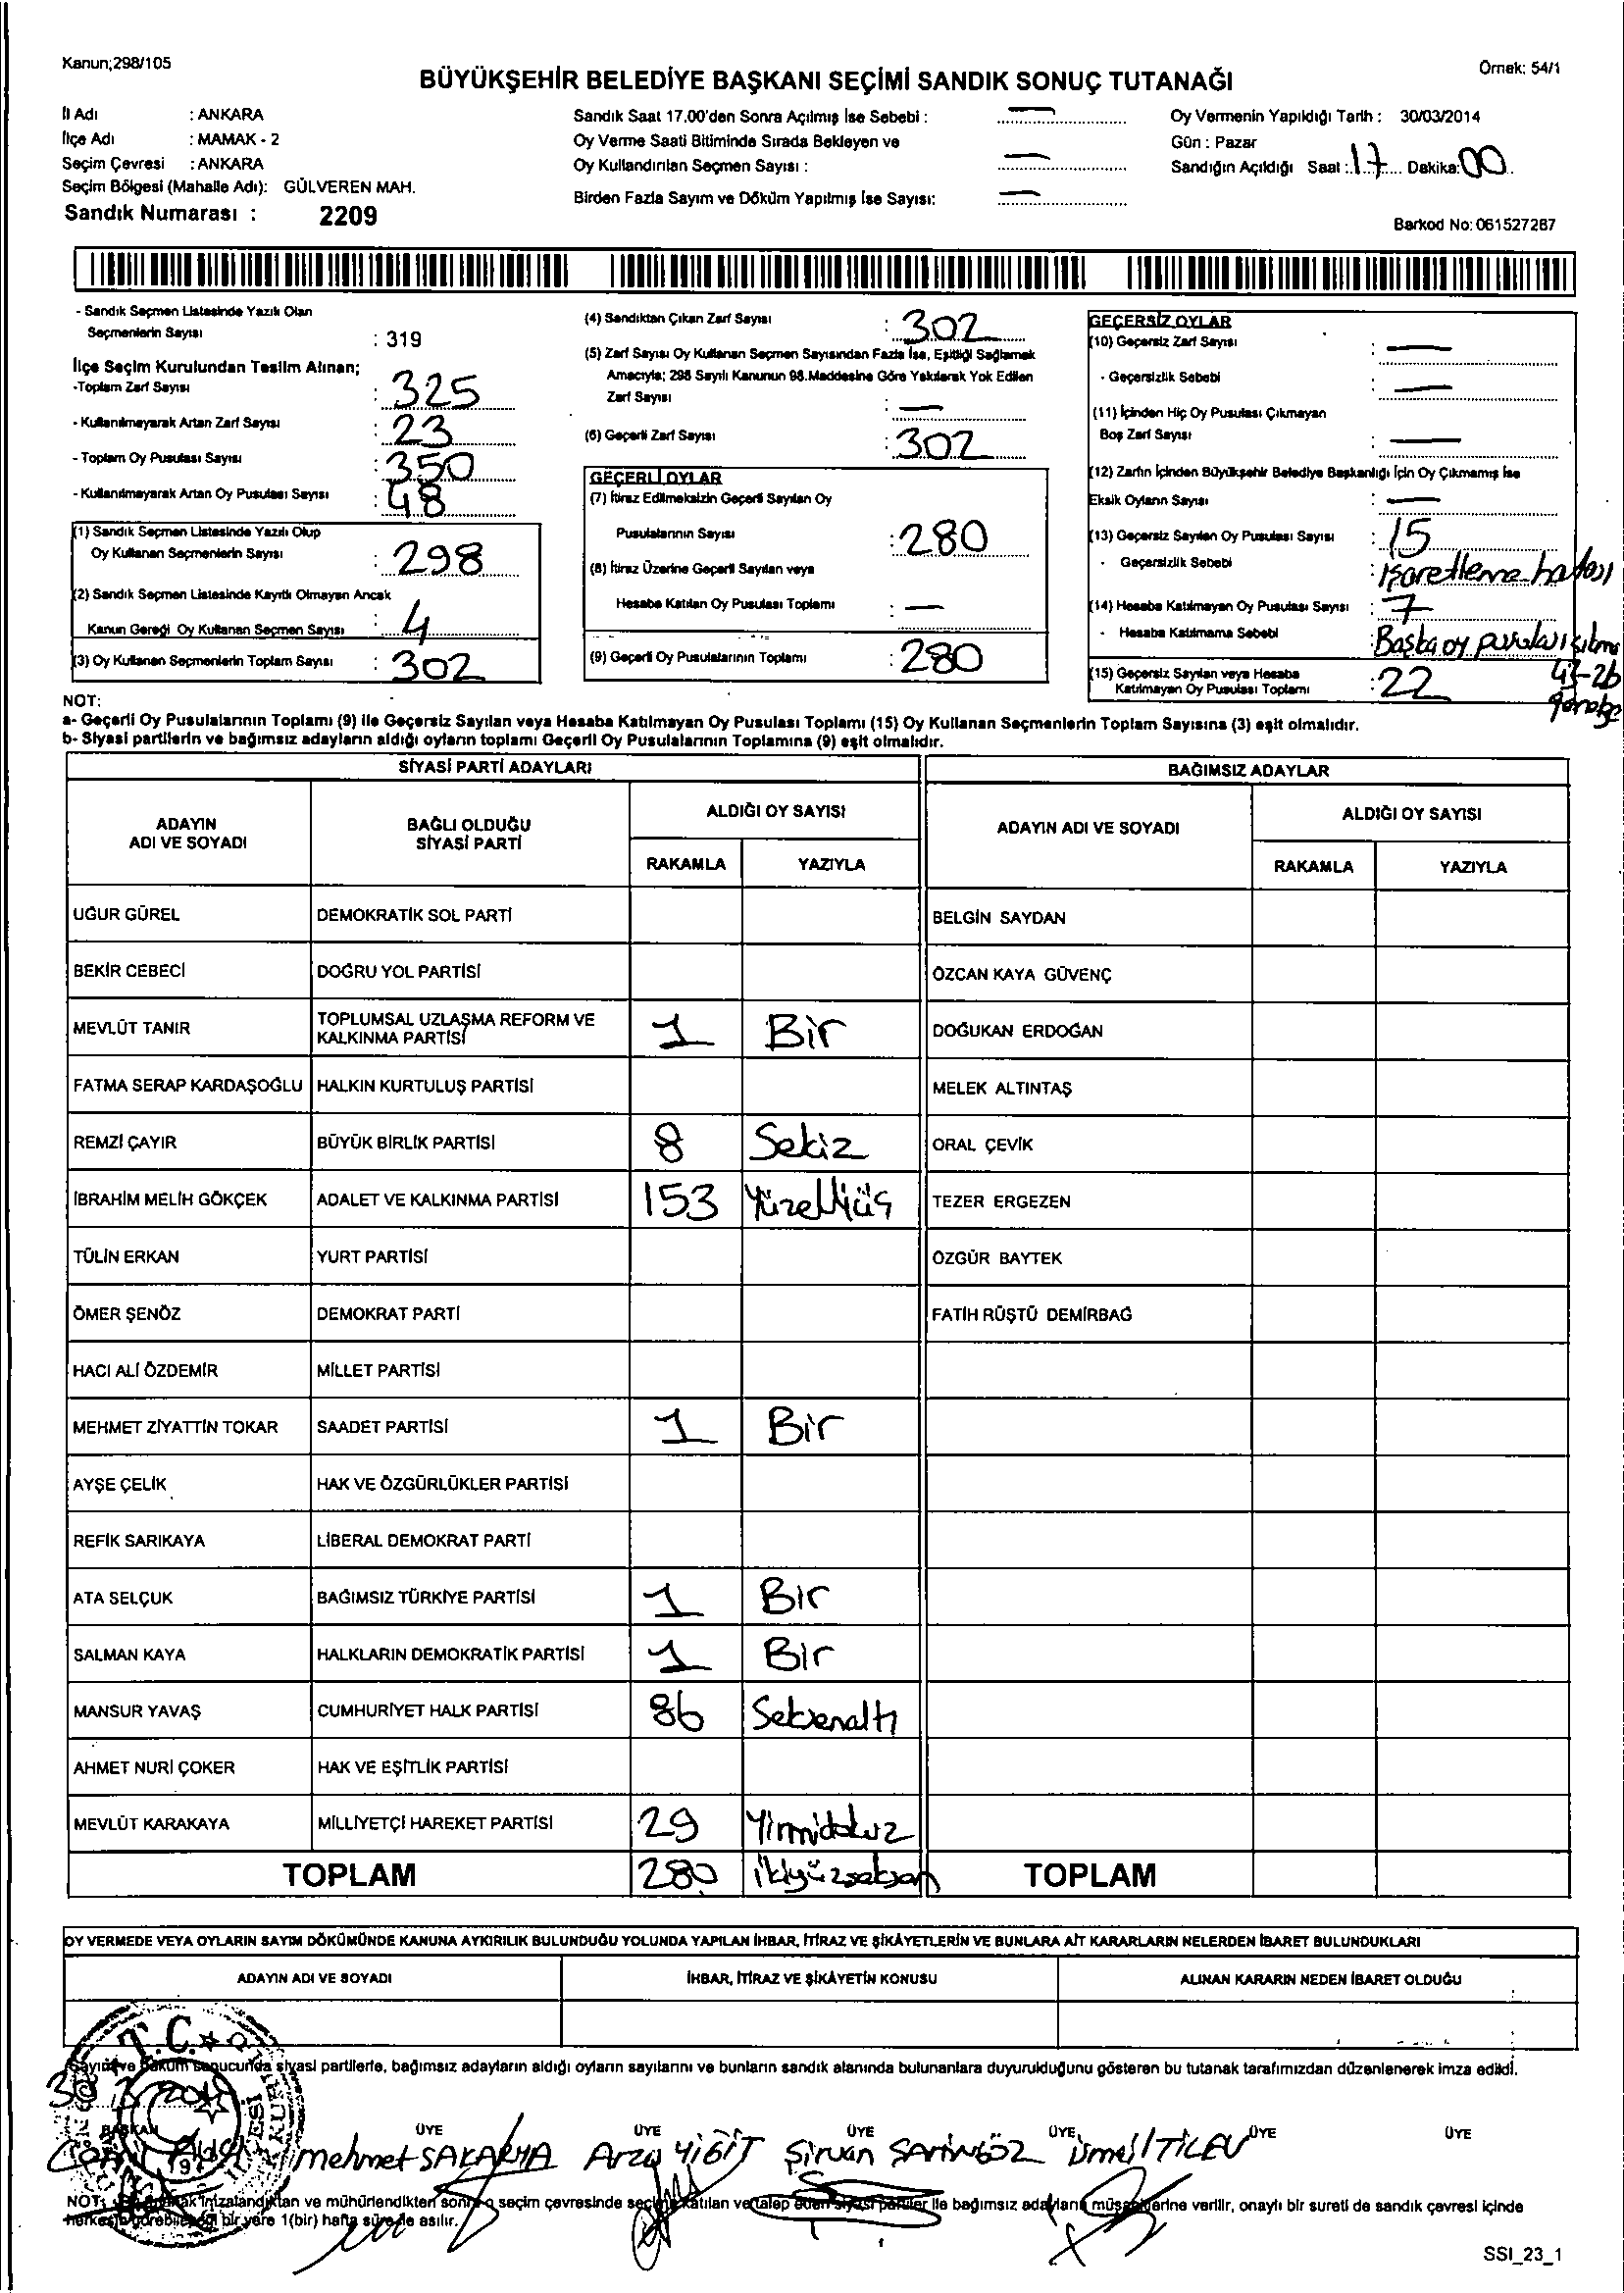 Kanun;298/105
Örnek: 54/1
BÜYÜKŞEHİR BELEDİYE BAŞKANI SEÇİMİ SANDIK SONUÇ TUTANAĞI
İl Adı : ANKARA
İlçe Adı : MAMAK - 2
Seçim Çevresi : ANKARA
Seçim Bölgesi (Mahalle Adı): GÜLVEREN MAH.
Sandık Numarası : 2209
Sandık Saat 17.00'den Sonra Açılmış İse Sebebi : —
Oy Verme Saati Bitiminde Sırada Bekleyen ve
Oy Kullandırılan Seçmen Sayısı : —
Birden Fazla Sayım ve Döküm Yapılmış İse Sayısı: —
Oy Vermenin Yapıldığı Tarih : 30/03/2014
Gün : Pazar
Sandığın Açıldığı Saat : 17 Dakika: 00
Barkod No: 061527287
- Sandık Seçmen Listesinde Yazılı Olan
Seçmenlerin Sayısı : 319
İlçe Seçim Kurulundan Teslim Alınan;
-Toplam Zarf Sayısı : 325
- Kullanılmayarak Artan Zarf Sayısı : 23
- Toplam Oy Pusulası Sayısı : 350
- Kullanılmayarak Artan Oy Pusulası Sayısı : 48
(1) Sandık Seçmen Listesinde Yazılı Olup
Oy Kullanan Seçmenlerin Sayısı : 298
(2) Sandık Seçmen Listesinde Kayıtlı Olmayan Ancak
Kanun Gereği Oy Kullanan Seçmen Sayısı : 4
(3) Oy Kullanan Seçmenlerin Toplam Sayısı : 302
(4) Sandıktan Çıkan Zarf Sayısı : 302
(5) Zarf Sayısı Oy Kullanan Seçmen Sayısından Fazla İse, Eşitliği Sağlamak
Amacıyla; 298 Sayılı Kanunun 98.Maddesine Göre Yakılarak Yok Edilen
Zarf Sayısı : —
(6) Geçerli Zarf Sayısı : 302
GEÇERLİ OYLAR
(7) İtiraz Edilmeksizin Geçerli Sayılan Oy
Pusulalarının Sayısı : 280
(8) İtiraz Üzerine Geçerli Sayılan veya
Hesaba Katılan Oy Pusulası Toplamı : —
(9) Geçerli Oy Pusulalarının Toplamı : 280
GEÇERSİZ OYLAR
(10) Geçersiz Zarf Sayısı : —
- Geçersizlik Sebebi : —
(11) İçinden Hiç Oy Pusulası Çıkmayan
Boş Zarf Sayısı : —
(12) Zarfın İçinden Büyükşehir Belediye Başkanlığı İçin Oy Çıkmamış İse
Eksik Oyların Sayısı : —
(13) Geçersiz Sayılan Oy Pusulası Sayısı : 15
- Geçersizlik Sebebi : işaretleme hatası
(14) Hesaba Katılmayan Oy Pusulası Sayısı : 7
- Hesaba Katılmama Sebebi : Başka oy pusulası
43-2b
(15) Geçersiz Sayılan veya Hesaba
Katılmayan Oy Pusulası Toplamı : 22
NOT:
a- Geçerli Oy Pusulalarının Toplamı (9) ile Geçersiz Sayılan veya Hesaba Katılmayan Oy Pusulası Toplamı (15) Oy Kullanan Seçmenlerin Toplam Sayısına (3) eşit olmalıdır.
b- Siyasi partilerin ve bağımsız adayların aldığı oyların toplamı Geçerli Oy Pusulalarının Toplamına (9) eşit olmalıdır.
SİYASİ PARTİ ADAYLARI
BAĞIMSIZ ADAYLAR
ADAYIN
ADI VE SOYADI
BAĞLI OLDUĞU
SİYASİ PARTİ
ALDIĞI OY SAYISI
RAKAMLA YAZIYLA
ADAYIN ADI VE SOYADI
ALDIĞI OY SAYISI
RAKAMLA YAZIYLA
UĞUR GÜREL DEMOKRATİK SOL PARTİ BELGİN SAYDAN
BEKİR CEBECİ DOĞRU YOL PARTİSİ ÖZCAN KAYA GÜVENÇ
MEVLÜT TANIR TOPLUMSAL UZLAŞMA REFORM VE
KALKINMA PARTİSİ 1 Bir DOĞUKAN ERDOĞAN
FATMA SERAP KARDAŞOĞLU HALKIN KURTULUŞ PARTİSİ MELEK ALTINTAŞ
REMZİ ÇAYIR BÜYÜK BİRLİK PARTİSİ 8 Sekiz ORAL ÇEVİK
İBRAHİM MELİH GÖKÇEK ADALET VE KALKINMA PARTİSİ 153 Yüzelliüç TEZER ERGEZEN
TÜLİN ERKAN YURT PARTİSİ ÖZGÜR BAYTEK
ÖMER ŞENÖZ DEMOKRAT PARTİ FATİH RÜŞTÜ DEMİRBAĞ
HACI ALİ ÖZDEMİR MİLLET PARTİSİ
MEHMET ZİYATTİN TOKAR SAADET PARTİSİ 1 Bir
AYŞE ÇELİK HAK VE ÖZGÜRLÜKLER PARTİSİ
REFİK SARIKAYA LİBERAL DEMOKRAT PARTİ
ATA SELÇUK BAĞIMSIZ TÜRKİYE PARTİSİ 1 Bir
SALMAN KAYA HALKLARIN DEMOKRATİK PARTİSİ 1 Bir
MANSUR YAVAŞ CUMHURİYET HALK PARTİSİ 86 Seksenaltı
AHMET NURİ ÇOKER HAK VE EŞİTLİK PARTİSİ
MEVLÜT KARAKAYA MİLLİYETÇİ HAREKET PARTİSİ 29 Yirmidokuz
TOPLAM 280 ikiyüzseksen TOPLAM
OY VERMEDE VEYA OYLARIN SAYIM DÖKÜMÜNDE KANUNA AYKIRILIK BULUNDUĞU YOLUNDA YAPILAN İHBAR, İTİRAZ VE ŞİKÂYETLERİN VE BUNLARA AİT KARARLARIN NELERDEN İBARET BULUNDUKLARI
ADAYIN ADI VE SOYADI İHBAR, İTİRAZ VE ŞİKÂYETİN KONUSU ALINAN KARARIN NEDEN İBARET OLDUĞU
T.C.
Sayım ve döküm sonucunda siyasi partilerle, bağımsız adayların aldığı oyların sayılarını ve bunların sandık alanında bulunanlara duyurulduğunu gösteren bu tutanak tarafımızdan düzenlenerek imza edildi.
BAŞKAN ÜYE ÜYE ÜYE ÜYE ÜYE ÜYE
mehmet SAKARYA Arzu YİĞİT Şirvan SARINGÖZ ismail TİLEV
NOT: imzalandıktan ve mühürlendikten sonra seçim çevresinde seçime katılan ve talep eden siyasi partiler ile bağımsız adayların müşahitlerine verilir, onaylı bir sureti de sandık çevresi içinde
herkesin görebileceği bir yere 1(bir) hafta süre ile asılır.
SSI_23_1